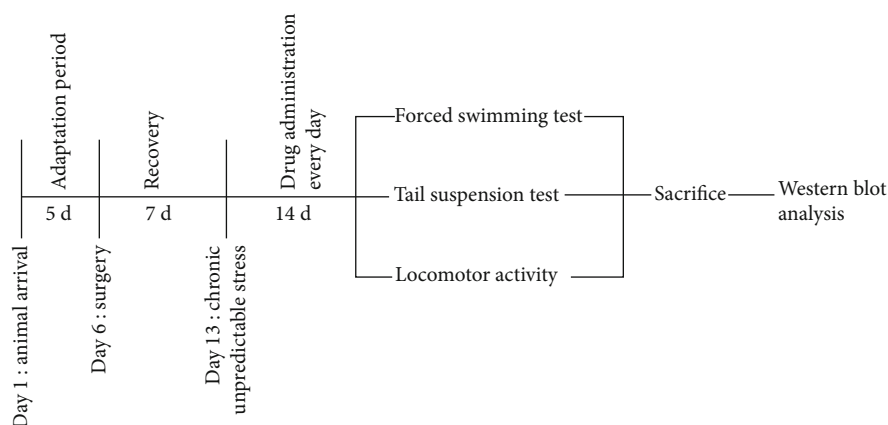 Adaptation period
Recovery
Drug administration
every day
5 d
7 d
14 d
Day 1 : animal arrival
Day 6 : surgery
Day 13 : chronic
unpredictable stress
Forced swimming test
Tail suspension test
Locomotor activity
Sacrifice
Western blot
analysis